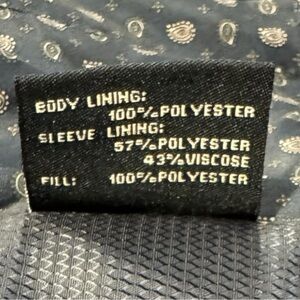 BODY LINING:
100%POLYESTER
SLEEVE LINING:
57%POLYESTER
43%VISCOSE
FILL: 100%POLYESTER